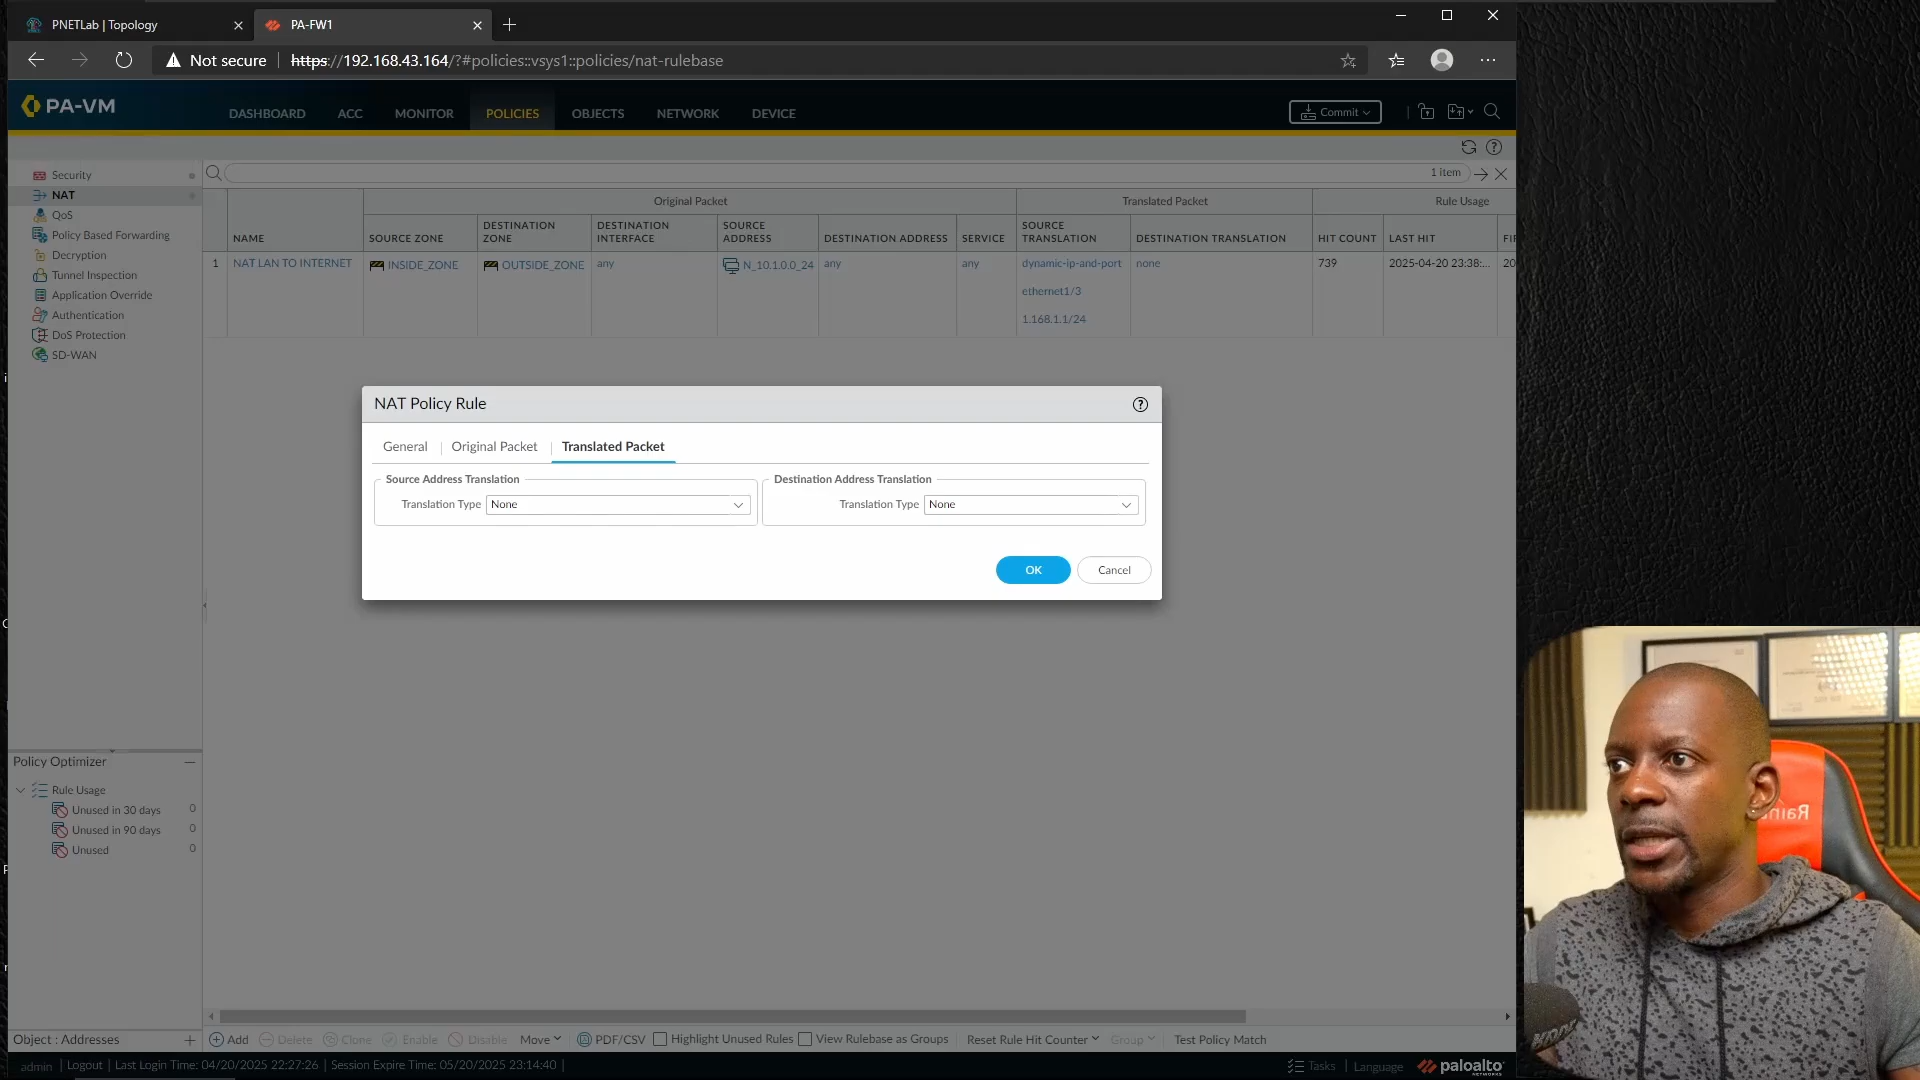 PNETLab | Topology
PA-FW1
Not secure
https://192.168.43.164/?#policies::vsys1::policies/nat-rulebase
PA-VM
DASHBOARD
ACC
MONITOR
POLICIES
OBJECTS
NETWORK
DEVICE
Commit
Security
NAT
QoS
Policy Based Forwarding
Decryption
Tunnel Inspection
Application Override
Authentication
DoS Protection
SD-WAN
1 item
Original Packet
Translated Packet
Rule Usage
NAME
SOURCE ZONE
DESTINATION ZONE
DESTINATION INTERFACE
SOURCE ADDRESS
DESTINATION ADDRESS
SERVICE
SOURCE TRANSLATION
DESTINATION TRANSLATION
HIT COUNT
LAST HIT
1
NAT LAN TO INTERNET
INSIDE_ZONE
OUTSIDE_ZONE
any
N_10.1.0.0_24
any
any
dynamic-ip-and-port
ethernet1/3
1.168.1.1/24
none
739
2025-04-20 23:38:...
20
NAT Policy Rule
General
Original Packet
Translated Packet
Source Address Translation
Translation Type None
Destination Address Translation
Translation Type None
OK
Cancel
Policy Optimizer
Rule Usage
Unused in 30 days 0
Unused in 90 days 0
Unused 0
Object : Addresses
Add
Delete
Clone
Enable
Disable
Move
PDF/CSV
Highlight Unused Rules
View Rulebase as Groups
Reset Rule Hit Counter
Group
Test Policy Match
admin | Logout | Last Login Time: 04/20/2025 22:27:26 | Session Expire Time: 05/20/2025 23:14:40 |
Tasks | Language
paloalto
NETWORKS